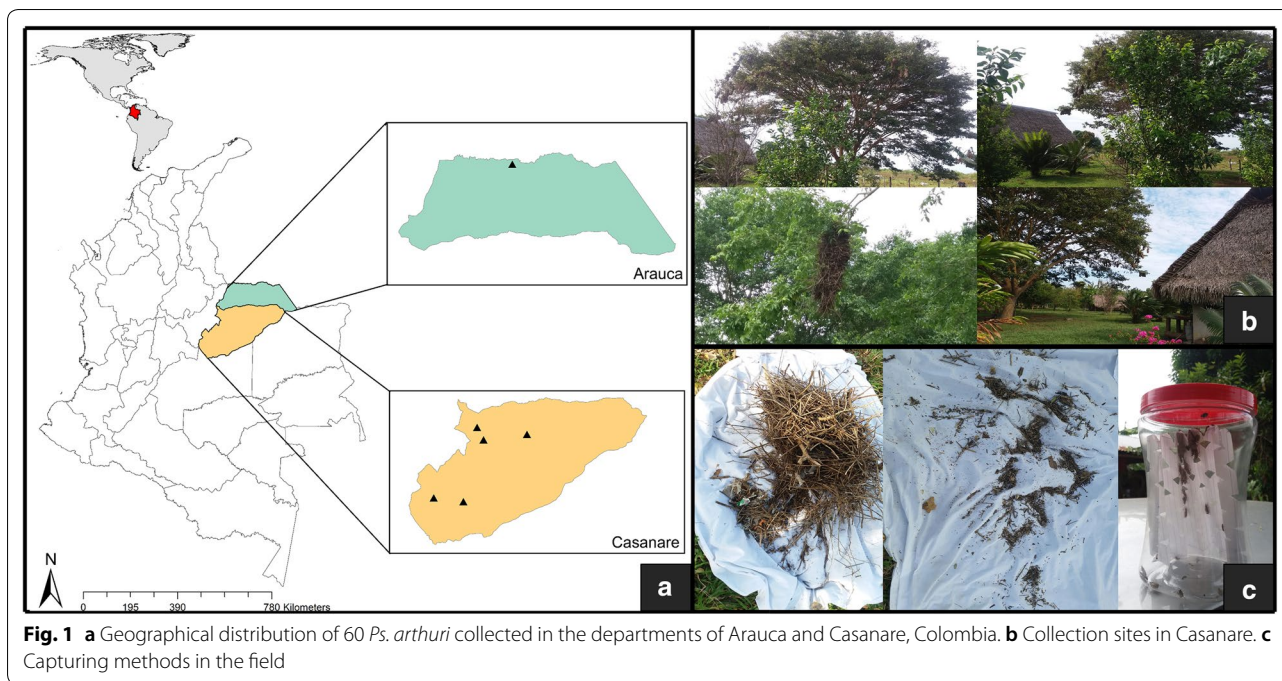 Arauca
Casanare
N
0 195 390 780 Kilometers
a
b
c
Fig. 1 a Geographical distribution of 60 Ps. arthuri collected in the departments of Arauca and Casanare, Colombia. b Collection sites in Casanare. c
Capturing methods in the field